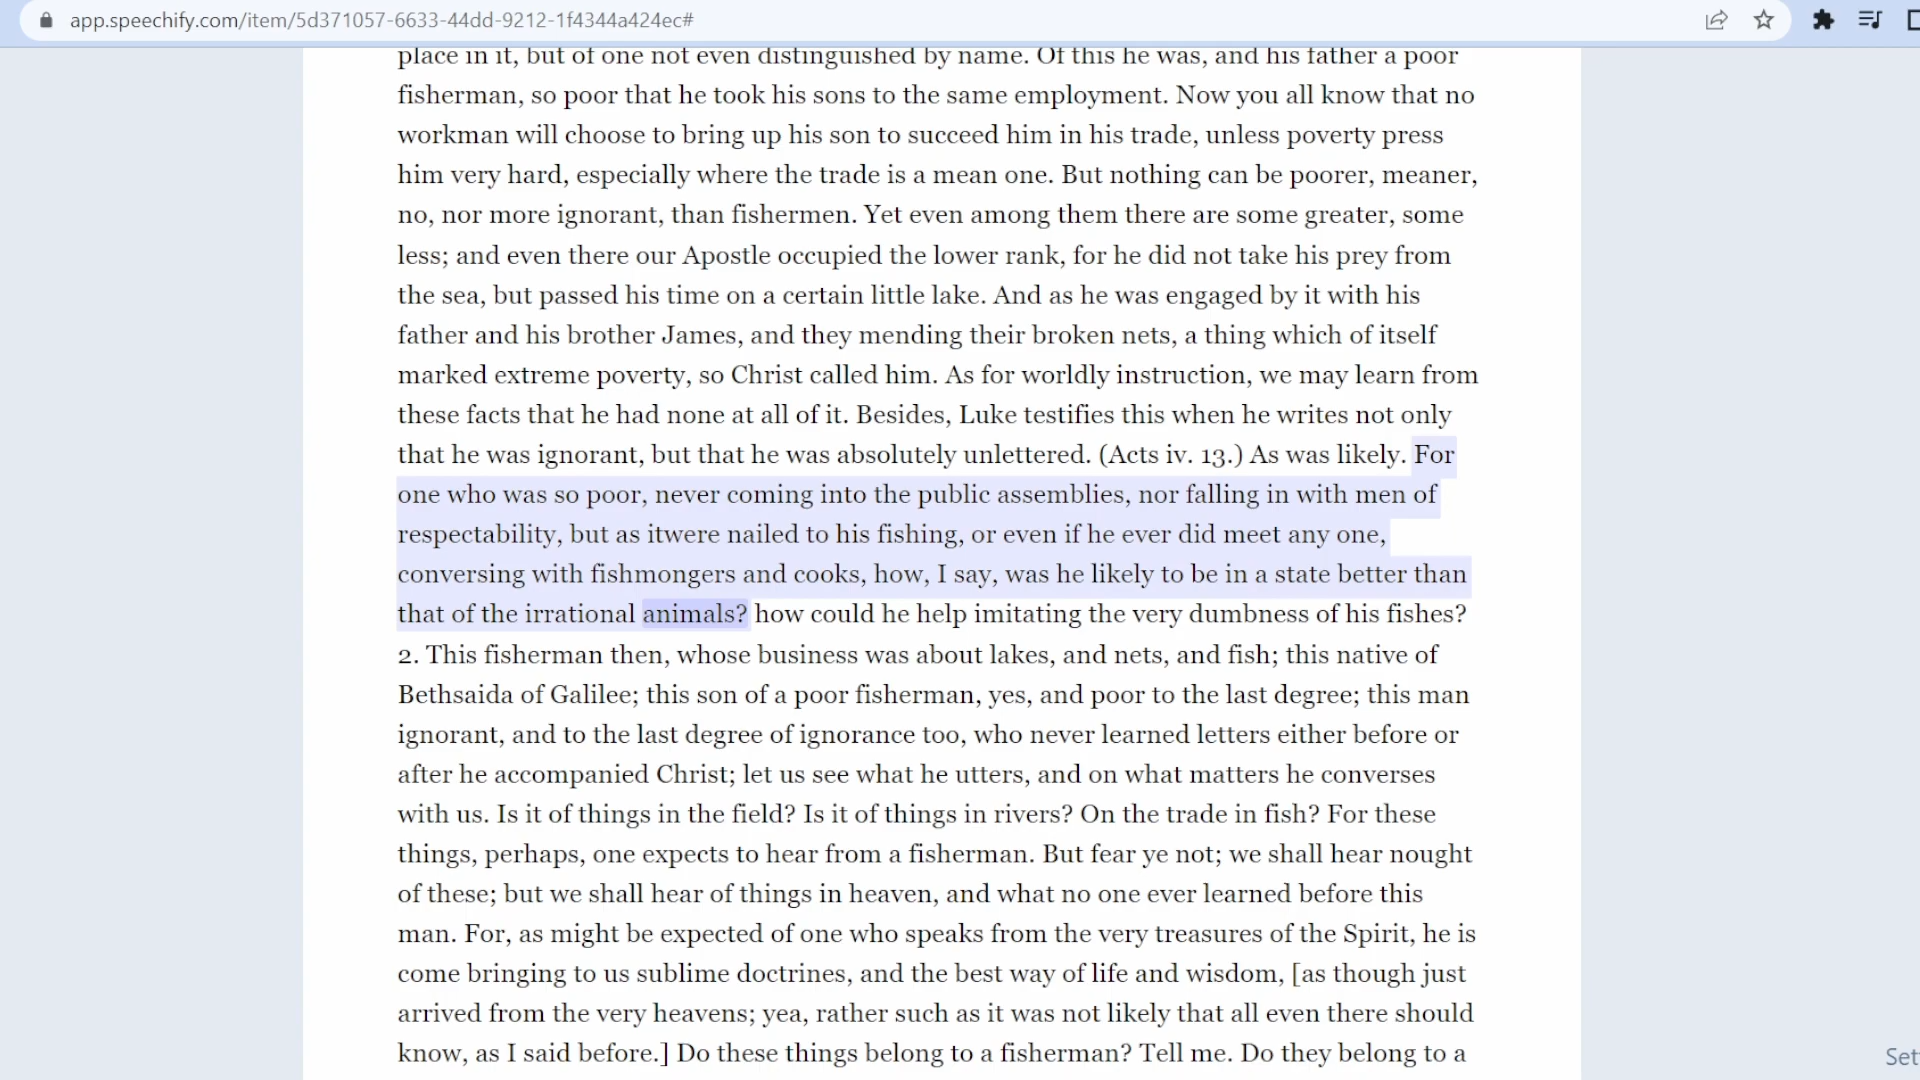 app.speechify.com/item/5d371057-6633-44dd-9212-1f4344a424ec#
place in it, but of one not even distinguished by name. Of this he was, and his father a poor
fisherman, so poor that he took his sons to the same employment. Now you all know that no
workman will choose to bring up his son to succeed him in his trade, unless poverty press
him very hard, especially where the trade is a mean one. But nothing can be poorer, meaner,
no, nor more ignorant, than fishermen. Yet even among them there are some greater, some
less; and even there our Apostle occupied the lower rank, for he did not take his prey from
the sea, but passed his time on a certain little lake. And as he was engaged by it with his
father and his brother James, and they mending their broken nets, a thing which of itself
marked extreme poverty, so Christ called him. As for worldly instruction, we may learn from
these facts that he had none at all of it. Besides, Luke testifies this when he writes not only
that he was ignorant, but that he was absolutely unlettered. (Acts iv. 13.) As was likely. For
one who was so poor, never coming into the public assemblies, nor falling in with men of
respectability, but as itwere nailed to his fishing, or even if he ever did meet any one,
conversing with fishmongers and cooks, how, I say, was he likely to be in a state better than
that of the irrational animals? how could he help imitating the very dumbness of his fishes?
2. This fisherman then, whose business was about lakes, and nets, and fish; this native of
Bethsaida of Galilee; this son of a poor fisherman, yes, and poor to the last degree; this man
ignorant, and to the last degree of ignorance too, who never learned letters either before or
after he accompanied Christ; let us see what he utters, and on what matters he converses
with us. Is it of things in the field? Is it of things in rivers? On the trade in fish? For these
things, perhaps, one expects to hear from a fisherman. But fear ye not; we shall hear nought
of these; but we shall hear of things in heaven, and what no one ever learned before this
man. For, as might be expected of one who speaks from the very treasures of the Spirit, he is
come bringing to us sublime doctrines, and the best way of life and wisdom, [as though just
arrived from the very heavens; yea, rather such as it was not likely that all even there should
know, as I said before.] Do these things belong to a fisherman? Tell me. Do they belong to a
Set